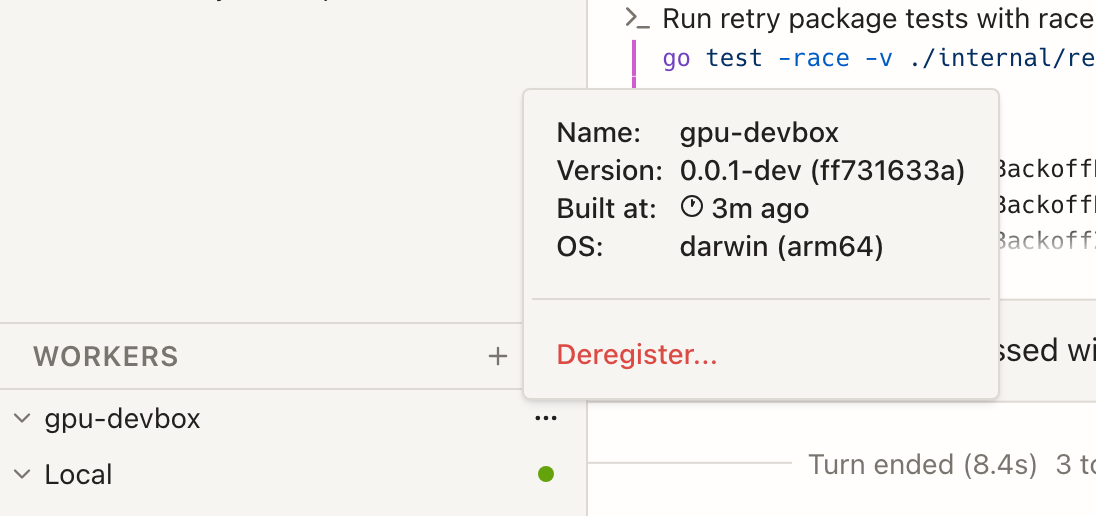 Run retry package tests with race
go test -race -v ./internal/re
Name: gpu-devbox
Version: 0.0.1-dev (ff731633a)
Built at: 3m ago
OS: darwin (arm64)
Deregister...
WORKERS +
gpu-devbox ...
Local
Turn ended (8.4s) 3 to